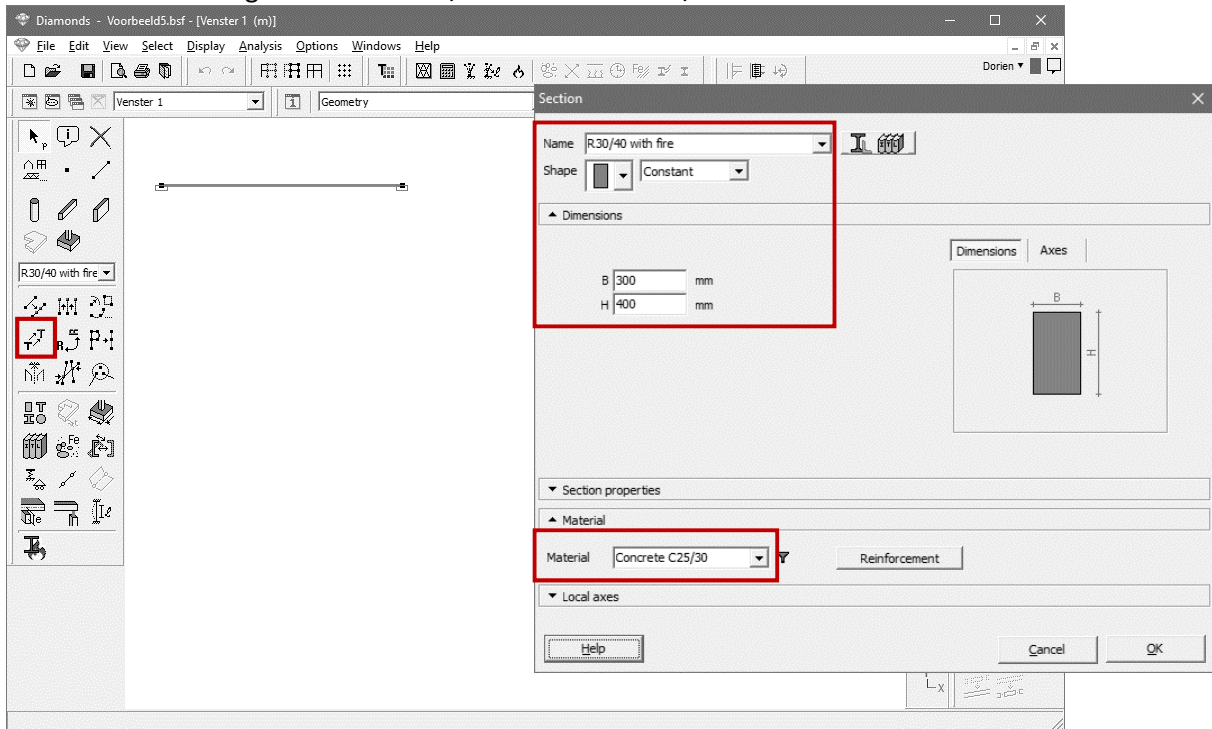 Diamonds - Voorbeeld5.bsf - [Venster 1 (m)]
File Edit View Select Display Analysis Options Windows Help
Dorien
Venster 1
Geometry
R30/40 with fire
Section
Name R30/40 with fire
Shape Constant
Dimensions
B 300 mm
H 400 mm
Dimensions Axes
B
H
Section properties
Material
Material Concrete C25/30 Reinforcement
Local axes
Help Cancel OK
x